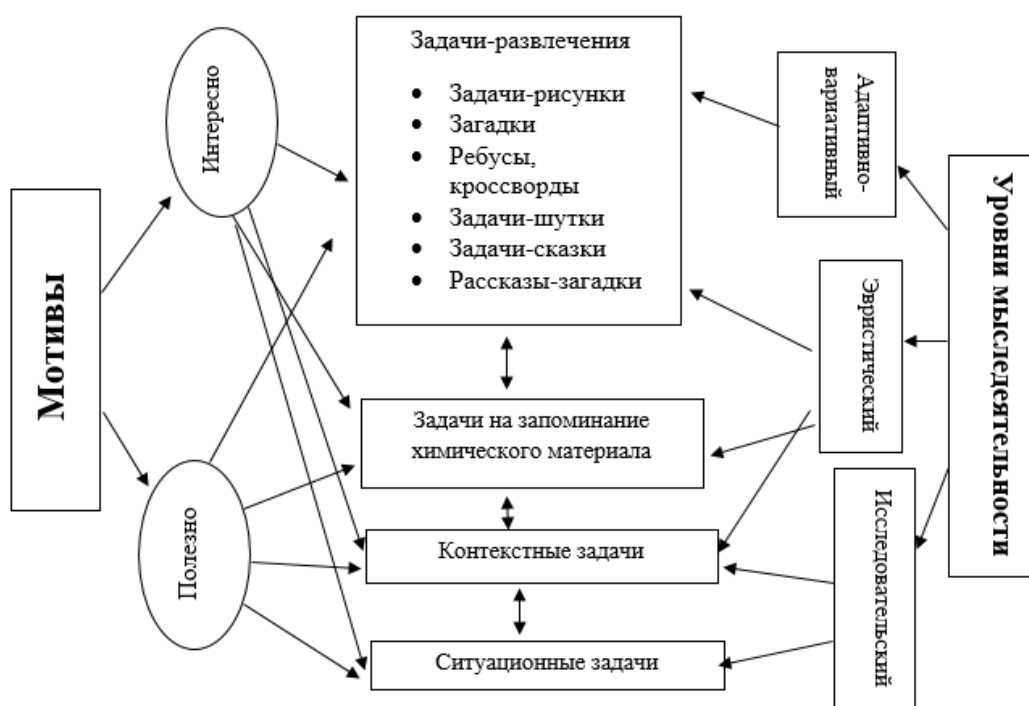 Мотивы
Интересно
Полезно
Задачи-развлечения
• Задачи-рисунки
• Загадки
• Ребусы,
кроссворды
• Задачи-шутки
• Задачи-сказки
• Рассказы-загадки
Задачи на запоминание
химического материала
Контекстные задачи
Ситуационные задачи
Адаптивно-
вариативный
Эвристический
Исследовательский
Уровни мыследеятельности